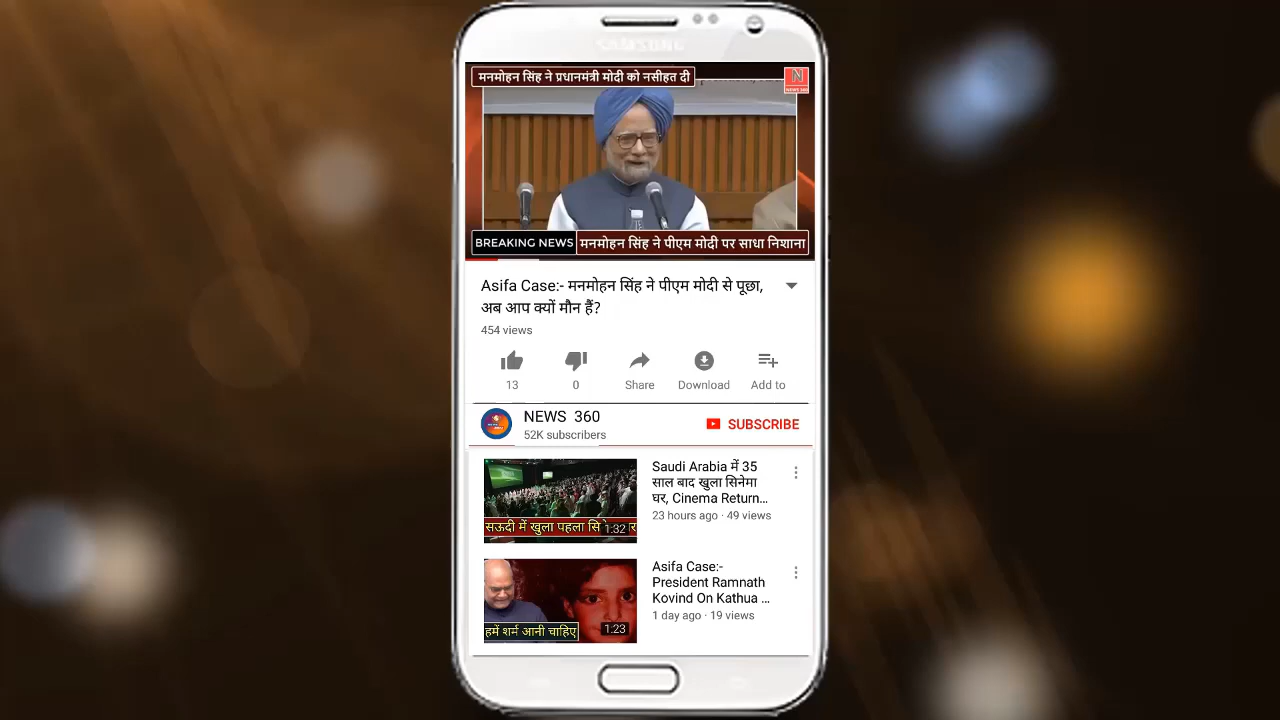 SAMSUNG
मनमोहन सिंह ने प्रधानमंत्री मोदी को नसीहत दी
N
NEWS 360
BREAKING NEWS
मनमोहन सिंह ने पीएम मोदी पर साधा निशाना
Asifa Case:- मनमोहन सिंह ने पीएम मोदी से पूछा,
अब आप क्यों मौन हैं?
454 views
13
0
Share
Download
Add to
NEWS 360
52K subscribers
SUBSCRIBE
Saudi Arabia में 35
साल बाद खुला सिनेमा
घर, Cinema Return...
23 hours ago · 49 views
सऊदी में खुला पहला
1:32
Asifa Case:-
President Ramnath
Kovind On Kathua ...
1 day ago · 19 views
हमें शर्म आनी चाहिए
1:23